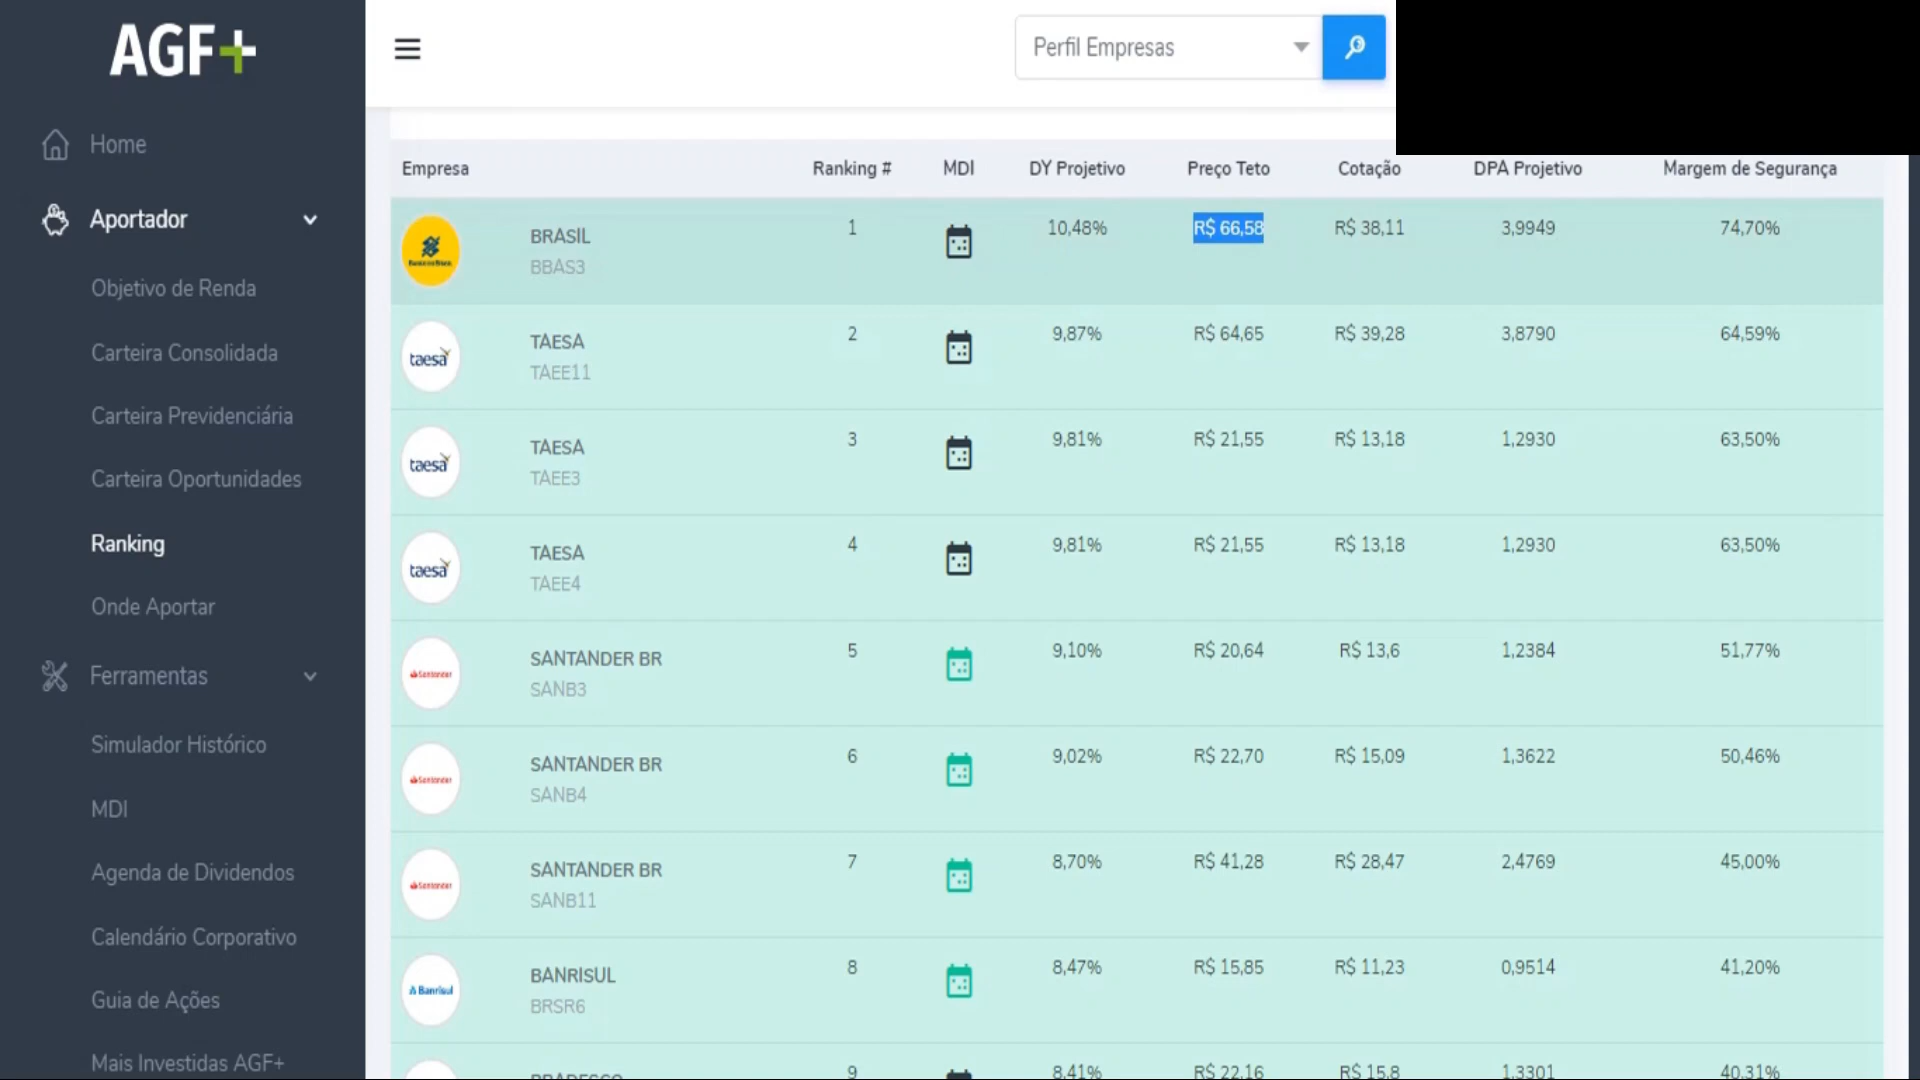 AGF+
Perfil Empresas
Home
Aportador
Objetivo de Renda
Carteira Consolidada
Carteira Previdenciária
Carteira Oportunidades
Ranking
Onde Aportar
Ferramentas
Simulador Histórico
MDI
Agenda de Dividendos
Calendário Corporativo
Guia de Ações
Mais Investidas AGF+
Empresa Ranking # MDI DY Projetivo Preço Teto Cotação DPA Projetivo Margem de Segurança
BRASIL 1 10,48% R$ 66,58 R$ 38,11 3,9949 74,70%
BBAS3
taesa TAESA 2 9,87% R$ 64,65 R$ 39,28 3,8790 64,59%
TAEE11
taesa TAESA 3 9,81% R$ 21,55 R$ 13,18 1,2930 63,50%
TAEE3
taesa TAESA 4 9,81% R$ 21,55 R$ 13,18 1,2930 63,50%
TAEE4
Santander SANTANDER BR 5 9,10% R$ 20,64 R$ 13,6 1,2384 51,77%
SANB3
Santander SANTANDER BR 6 9,02% R$ 22,70 R$ 15,09 1,3622 50,46%
SANB4
Santander SANTANDER BR 7 8,70% R$ 41,28 R$ 28,47 2,4769 45,00%
SANB11
Banrisul BANRISUL 8 8,47% R$ 15,85 R$ 11,23 0,9514 41,20%
BRSR6
BRADESCO 9 8,41% R$ 22,16 R$ 15,8 1,3301 40,31%